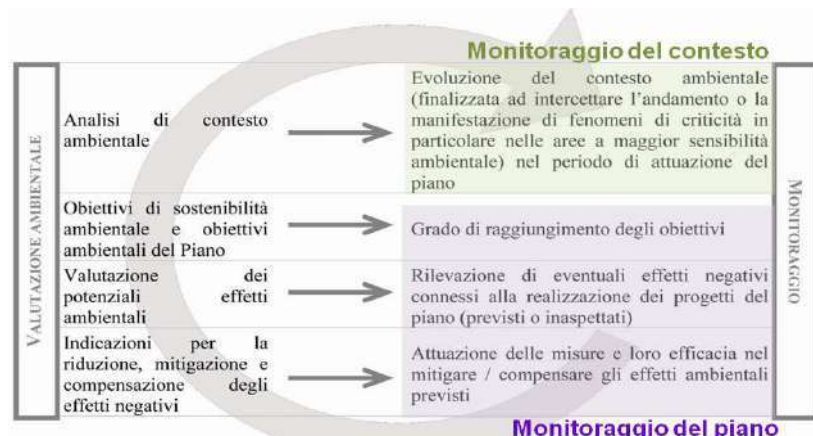 Monitoraggio del contesto
VALUTAZIONE AMBIENTALE
MONITORAGGIO
Analisi di contesto
ambientale
Evoluzione del contesto ambientale
(finalizzata ad intercettare l'andamento o la
manifestazione di fenomeni di criticità in
particolare nelle aree a maggior sensibilità
ambientale) nel periodo di attuazione del
piano
Obiettivi di sostenibilità
ambientale e obiettivi
ambientali del Piano
Grado di raggiungimento degli obiettivi
Valutazione dei
potenziali effetti
ambientali
Rilevazione di eventuali effetti negativi
connessi alla realizzazione dei progetti del
piano (previsti o inaspettati)
Indicazioni per la
riduzione, mitigazione e
compensazione degli
effetti negativi
Attuazione delle misure e loro efficacia nel
mitigare / compensare gli effetti ambientali
previsti
Monitoraggio del piano